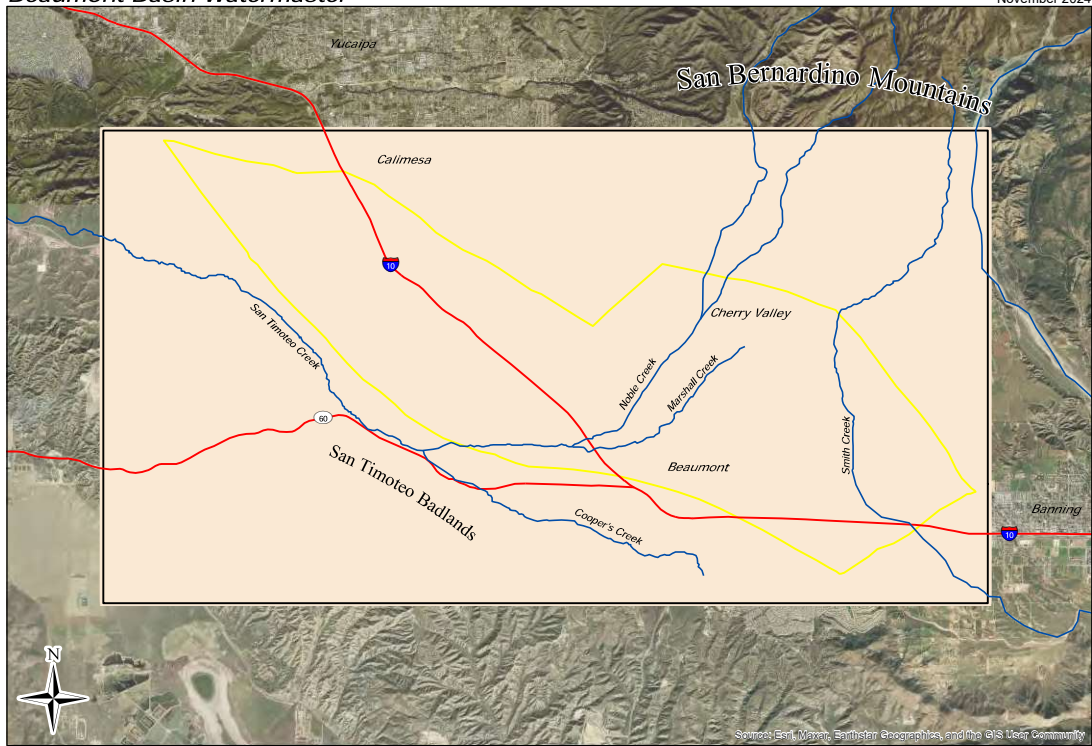 Beaumont Basin Watermaster
November 2024
Yucaipa
San Bernardino Mountains
Calimesa
10
San Timoteo Creek
Cherry Valley
Noble Creek
Marshall Creek
60
Smith Creek
San Timoteo Badlands
Beaumont
Cooper's Creek
Banning
10
N
Source: Esri, Maxar, Earthstar Geographics, and the GIS User Community